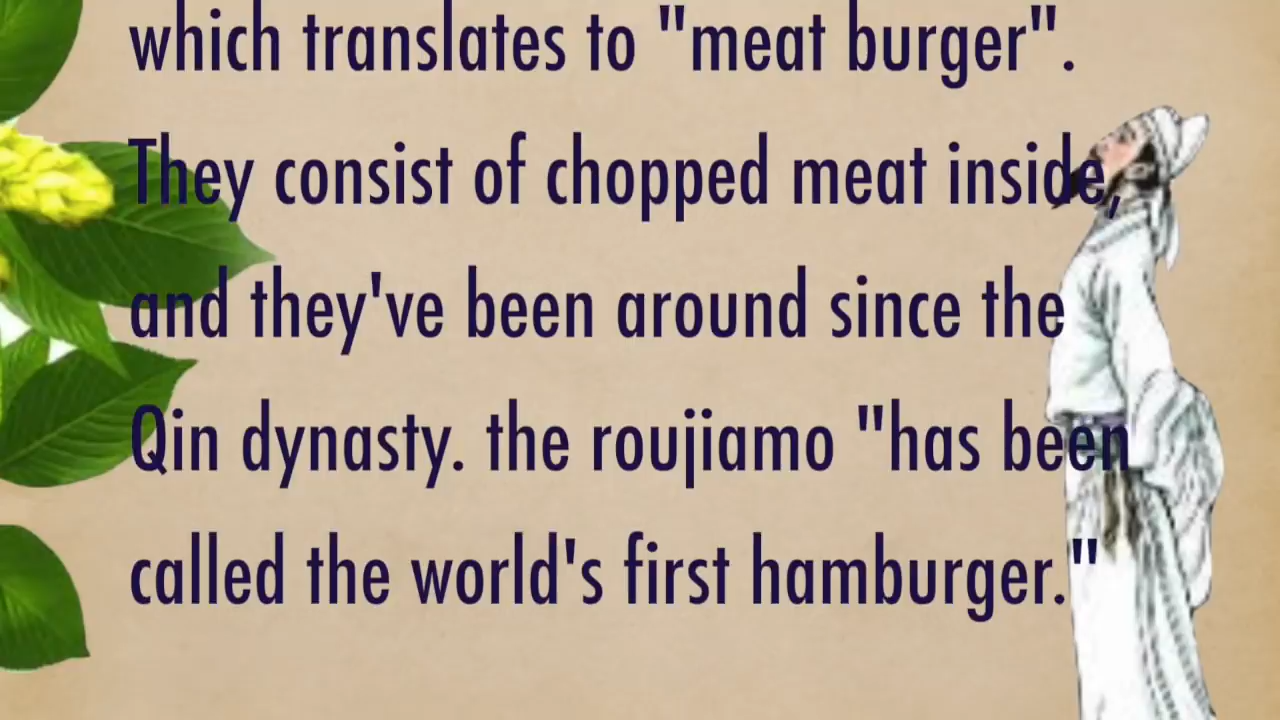 which translates to "meat burger".
They consist of chopped meat inside,
and they've been around since the
Qin dynasty. the roujiamo "has been
called the world's first hamburger."